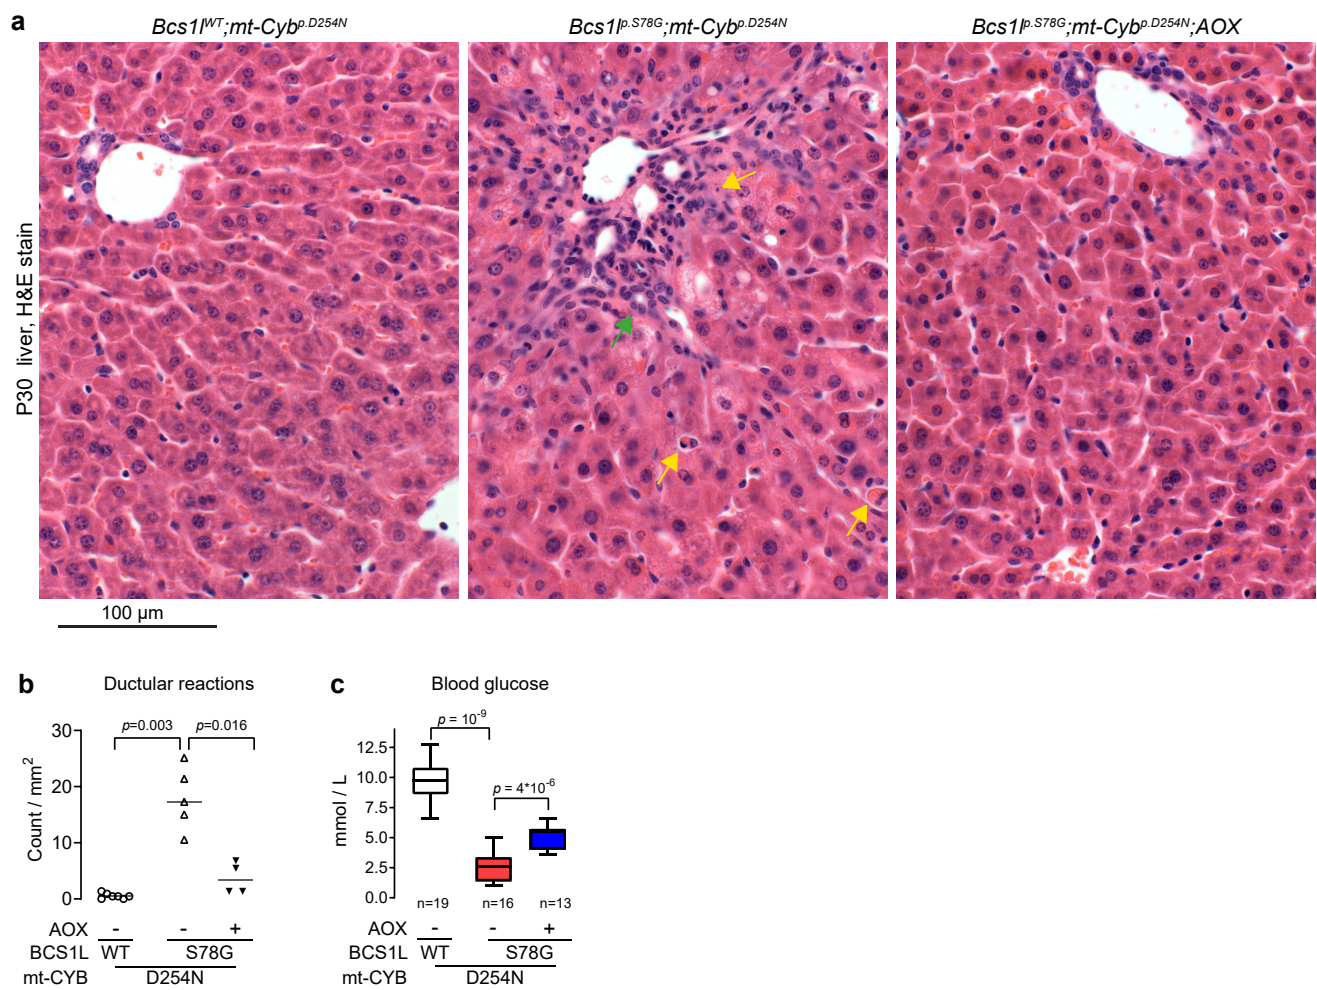 a
Bcs1l^WT;mt-Cyb^p.D254N
Bcs1l^p.S78G;mt-Cyb^p.D254N
Bcs1l^p.S78G;mt-Cyb^p.D254N;AOX
P30 liver, H&E stain
100 µm
b
Ductular reactions
p=0.003
p=0.016
Count / mm²
30
20
10
0
AOX - - +
BCS1L WT S78G
mt-CYB D254N
c
Blood glucose
p = 10^-9
p = 4*10^-6
mmol / L
12.5
10.0
7.5
5.0
2.5
0.0
n=19 n=16 n=13
AOX - - +
BCS1L WT S78G
mt-CYB D254N